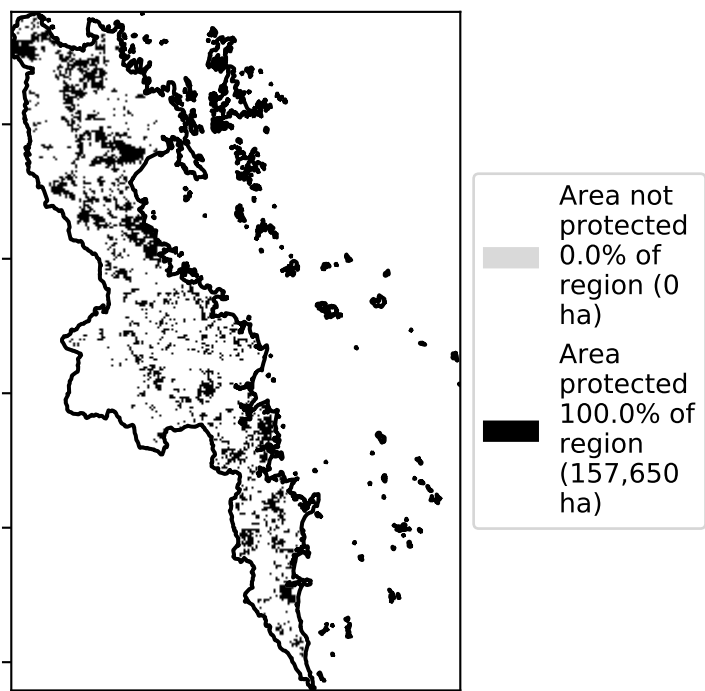 Area not
protected
0.0% of
region (0
ha)
Area
protected
100.0% of
region
(157,650
ha)